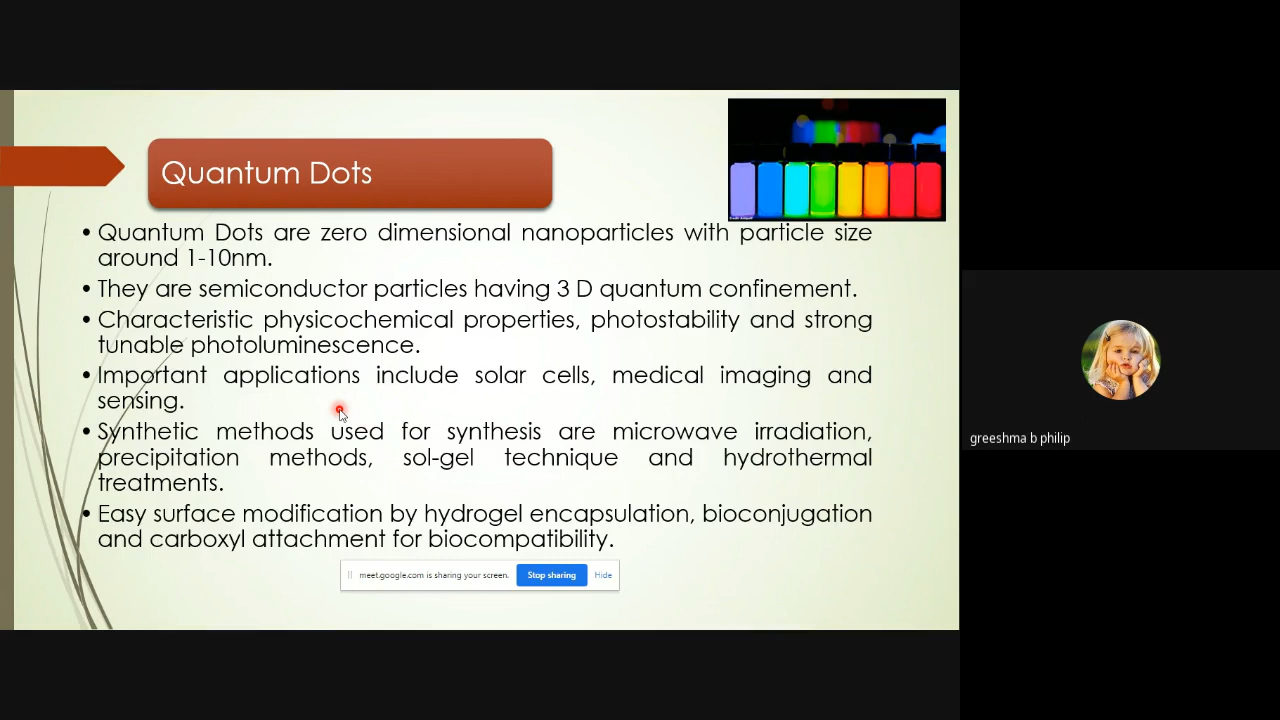 Quantum Dots
• Quantum Dots are zero dimensional nanoparticles with particle size
around 1-10nm.
• They are semiconductor particles having 3 D quantum confinement.
• Characteristic physicochemical properties, photostability and strong
tunable photoluminescence.
• Important applications include solar cells, medical imaging and
sensing.
• Synthetic methods used for synthesis are microwave irradiation,
precipitation methods, sol-gel technique and hydrothermal
treatments.
• Easy surface modification by hydrogel encapsulation, bioconjugation
and carboxyl attachment for biocompatibility.
meet.google.com is sharing your screen. Stop sharing Hide
greeshma b philip